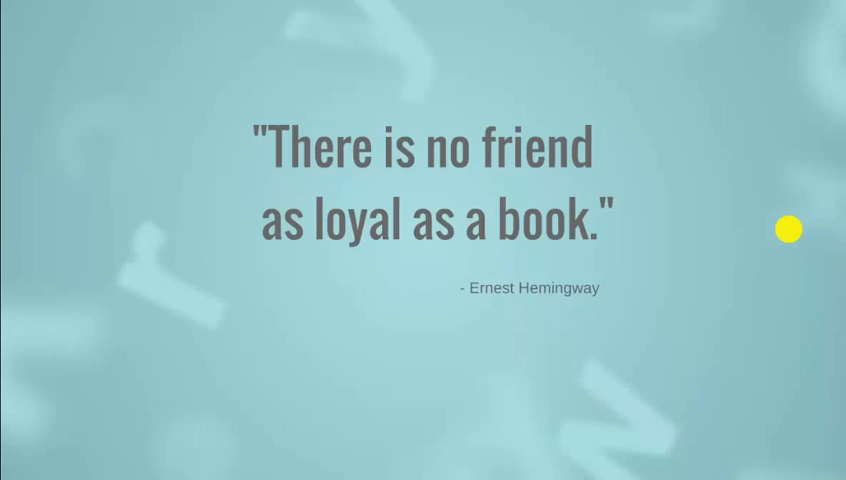 "There is no friend
as loyal as a book."
- Ernest Hemingway